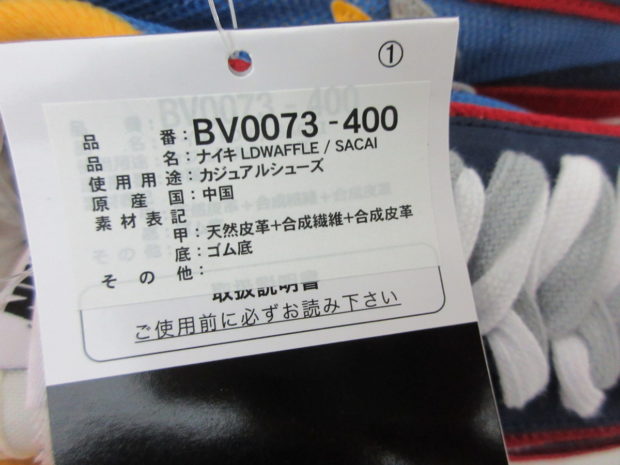 ①
品番：BV0073 -400
品名：ナイキ LDWAFFLE / SACAI
使用用途：カジュアルシューズ
原産国：中国
素材表記
甲：天然皮革+合成繊維+合成皮革
底：ゴム底
その他：
取扱説明書
ご使用前に必ずお読み下さい